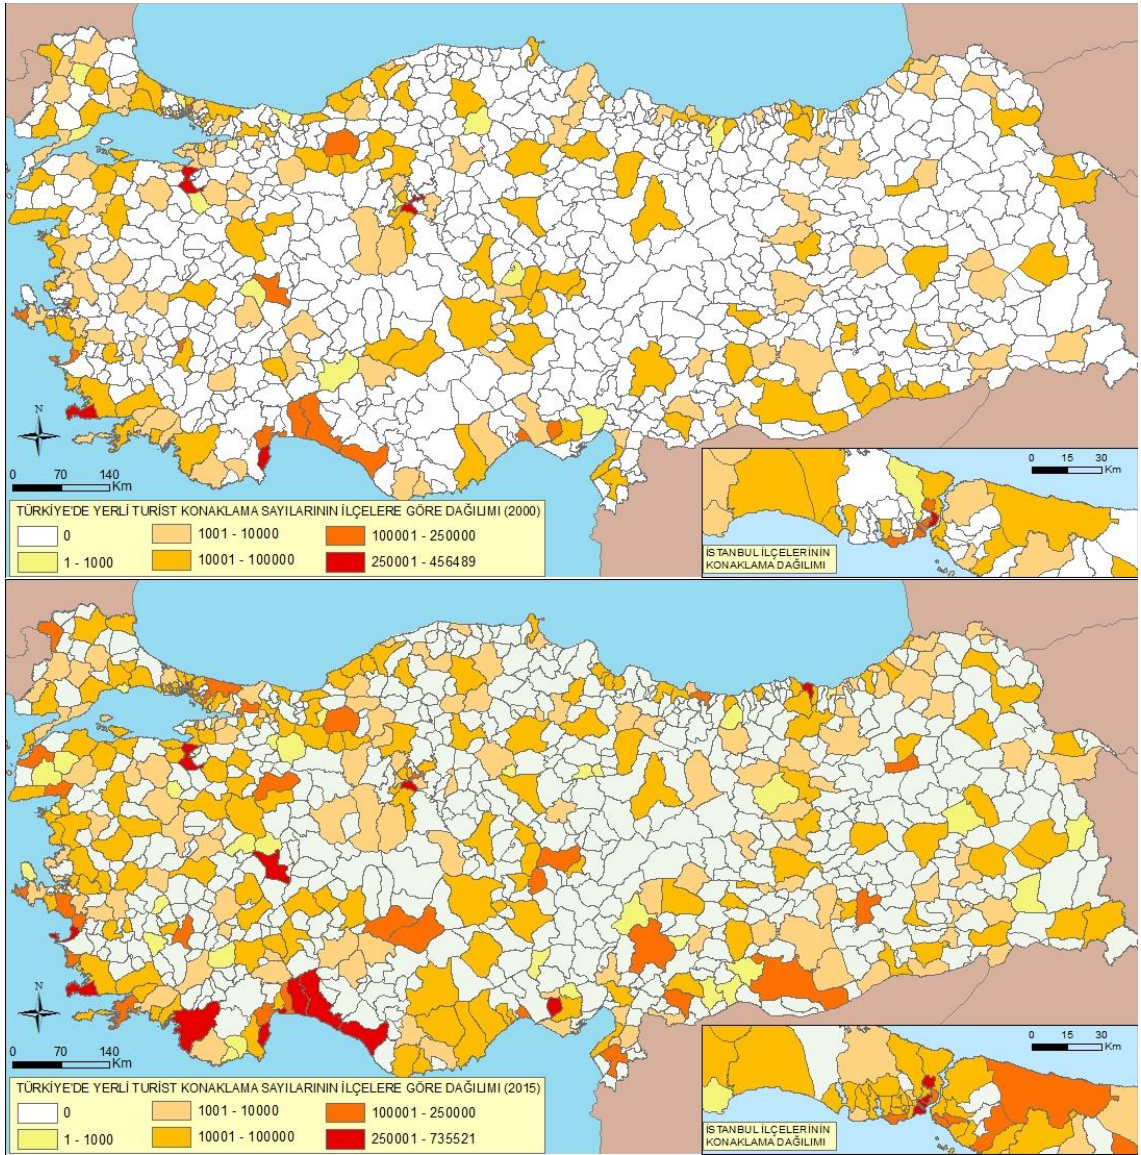 N
0 70 140
Km
0 15 30
Km
TÜRKİYE'DE YERLİ TURİST KONAKLAMA SAYILARININ İLÇELERE GÖRE DAĞILIMI (2000)
0
1001 - 10000
100001 - 250000
1 - 1000
10001 - 100000
250001 - 456489
İSTANBUL İLÇELERİNİN
KONAKLAMA DAĞILIMI
N
0 70 140
Km
0 15 30
Km
TÜRKİYE'DE YERLİ TURİST KONAKLAMA SAYILARININ İLÇELERE GÖRE DAĞILIMI (2015)
0
1001 - 10000
100001 - 250000
1 - 1000
10001 - 100000
250001 - 735521
İSTANBUL İLÇELERİNİN
KONAKLAMA DAĞILIMI